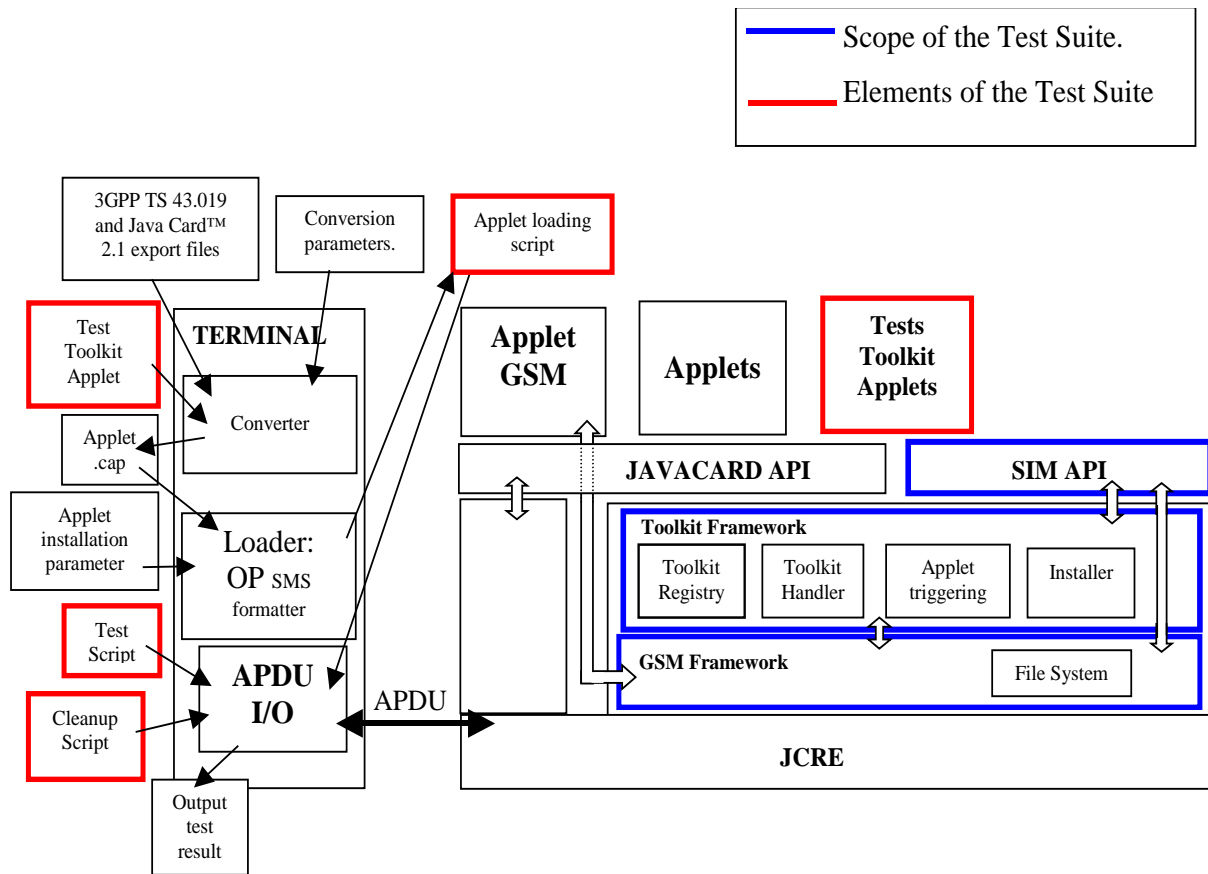 Scope of the Test Suite.
Elements of the Test Suite
3GPP TS 43.019
and Java Card™
2.1 export files
Conversion
parameters.
Applet loading
script
Test
Toolkit
Applet
TERMINAL
Converter
Applet
.cap
Applet
installation
parameter
Loader:
OP SMS
formatter
Test
Script
APDU
I/O
Cleanup
Script
Output
test
result
APDU
Applet
GSM
Applets
Tests
Toolkit
Applets
JAVACARD API
SIM API
Toolkit Framework
Toolkit
Registry
Toolkit
Handler
Applet
triggering
Installer
GSM Framework
File System
JCRE